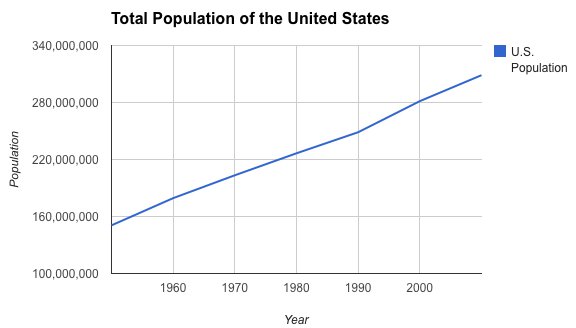 Total Population of the United States
340,000,000
280,000,000
220,000,000
160,000,000
100,000,000
Population
1960 1970 1980 1990 2000
Year
U.S.
Population